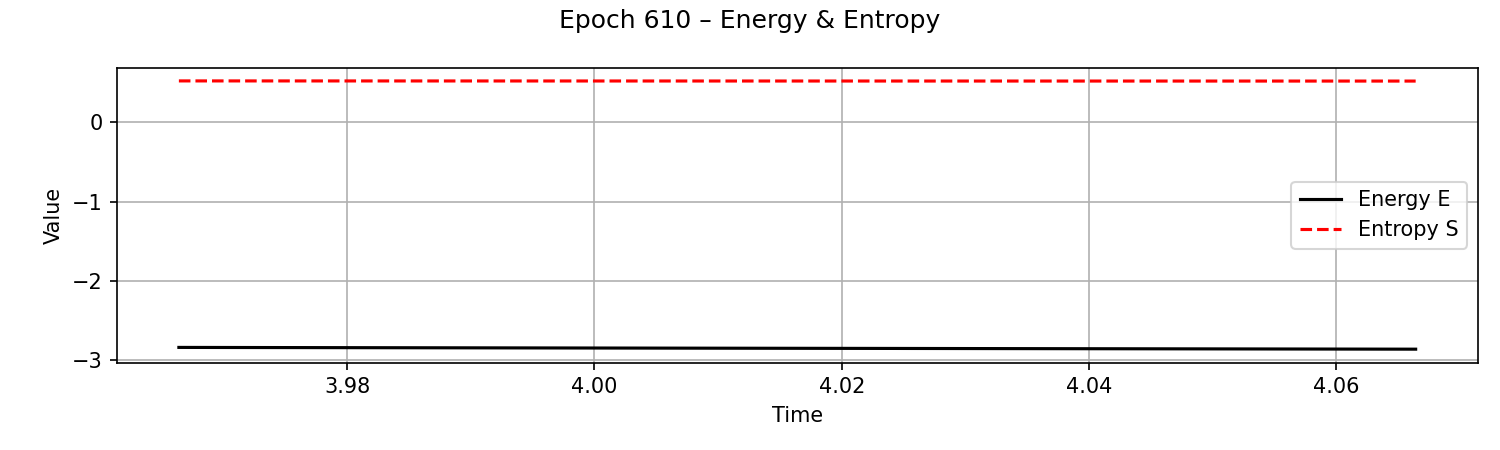 Epoch 610 – Energy & Entropy
0
−1
−2
−3
Value
Energy E
Entropy S
3.98 4.00 4.02 4.04 4.06
Time